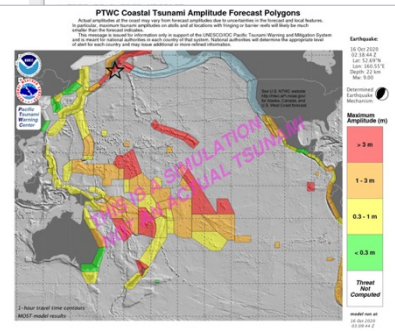 PTWC Coastal Tsunami Amplitude Forecast Polygons
Actual amplitudes at the coast may vary from forecast amplitudes due to uncertainties in the forecast and local features.
In particular, maximum tsunami amplitudes on atolls and at locations with fringing or barrier reefs will likely be much
smaller than the forecast indicates.
This message is issued for information only in support of the UNESCO/IOC Pacific Tsunami Warning and Mitigation System
and is meant for national authorities in each country of that system. National authorities will determine the appropriate level
of alert for each country and may issue additional or more refined information.
Earthquake:
16 Oct 2020
02:38:44 Z
Lat: 52.69°N
Lon: 160.55°E
Depth: 22 km
Mw: 9.00
Determined
Earthquake
Mechanism:
Pacific
Tsunami
Warning
Center
Maximum
Amplitude (m)
> 3 m
1 - 3 m
0.3 - 1 m
< 0.3 m
Threat
Not
Computed
THIS IS A SIMULATION
NOT AN ACTUAL TSUNAMI
1-hour travel time contours
MOST model results
model run at
16 Oct 2020